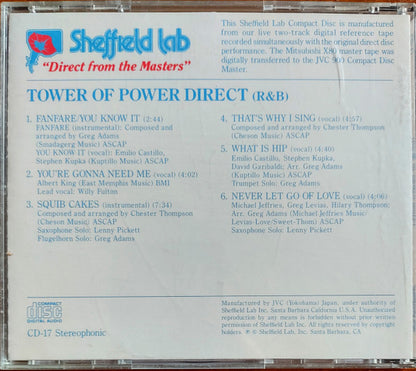 Sheffield Lab
"Direct from the Masters"
This Sheffield Lab Compact Disc is manufactured
from our live two-track digital reference tape
recorded simultaneously with the original direct disc
performance. The Mitsubishi X80 master tape was
digitally transferred to the JVC 900 Compact Disc
Master.
TOWER OF POWER DIRECT (R&B)
1. FANFARE/YOU KNOW IT (2:44)
FANFARE (instrumental): Composed and
arranged by Greg Adams
(Smadagerg Music) ASCAP
YOU KNOW IT (vocal): Emilio Castillo,
Stephen Kupka (Kuptillo Music) ASCAP
2. YOU'RE GONNA NEED ME (vocal) (4:02)
Albert King (East Memphis Music) BMI
Lead vocal: Willy Fulton
3. SQUIB CAKES (instrumental) (7:34)
Composed and arranged by Chester Thompson
(Cheson Music) ASCAP
Saxophone Solo: Lenny Pickett
Flugelhorn Solo: Greg Adams
4. THAT'S WHY I SING (vocal) (4:57)
Composed and arranged by Chester Thompson
(Cheson Music) ASCAP
5. WHAT IS HIP (vocal) (4:40)
Emilio Castillo, Stephen Kupka,
David Garibaldi; Arr. Greg Adams
(Kuptillo Music) ASCAP
Trumpet Solo: Greg Adams
6. NEVER LET GO OF LOVE (vocal) (4:06)
Michael Jeffries, Greg Levias, Hilary Thompson;
Arr. Greg Adams (Michael Jeffries Music/
Levias-Love/Sweet-Thom) ASCAP
Saxophone Solo: Lenny Pickett
COMPACT
disc
DIGITAL AUDIO
CD-17 Stereophonic
Manufactured by JVC (Yokohama) Japan, under authority of
Sheffield Lab Inc. Santa Barbara California U.S.A. Unauthorized
reproduction by any means is forbidden without prior written
permission of Sheffield Lab Inc. All rights reserved by copyright
holders. ℗ © Sheffield Lab, Inc. Santa Barbara, CA